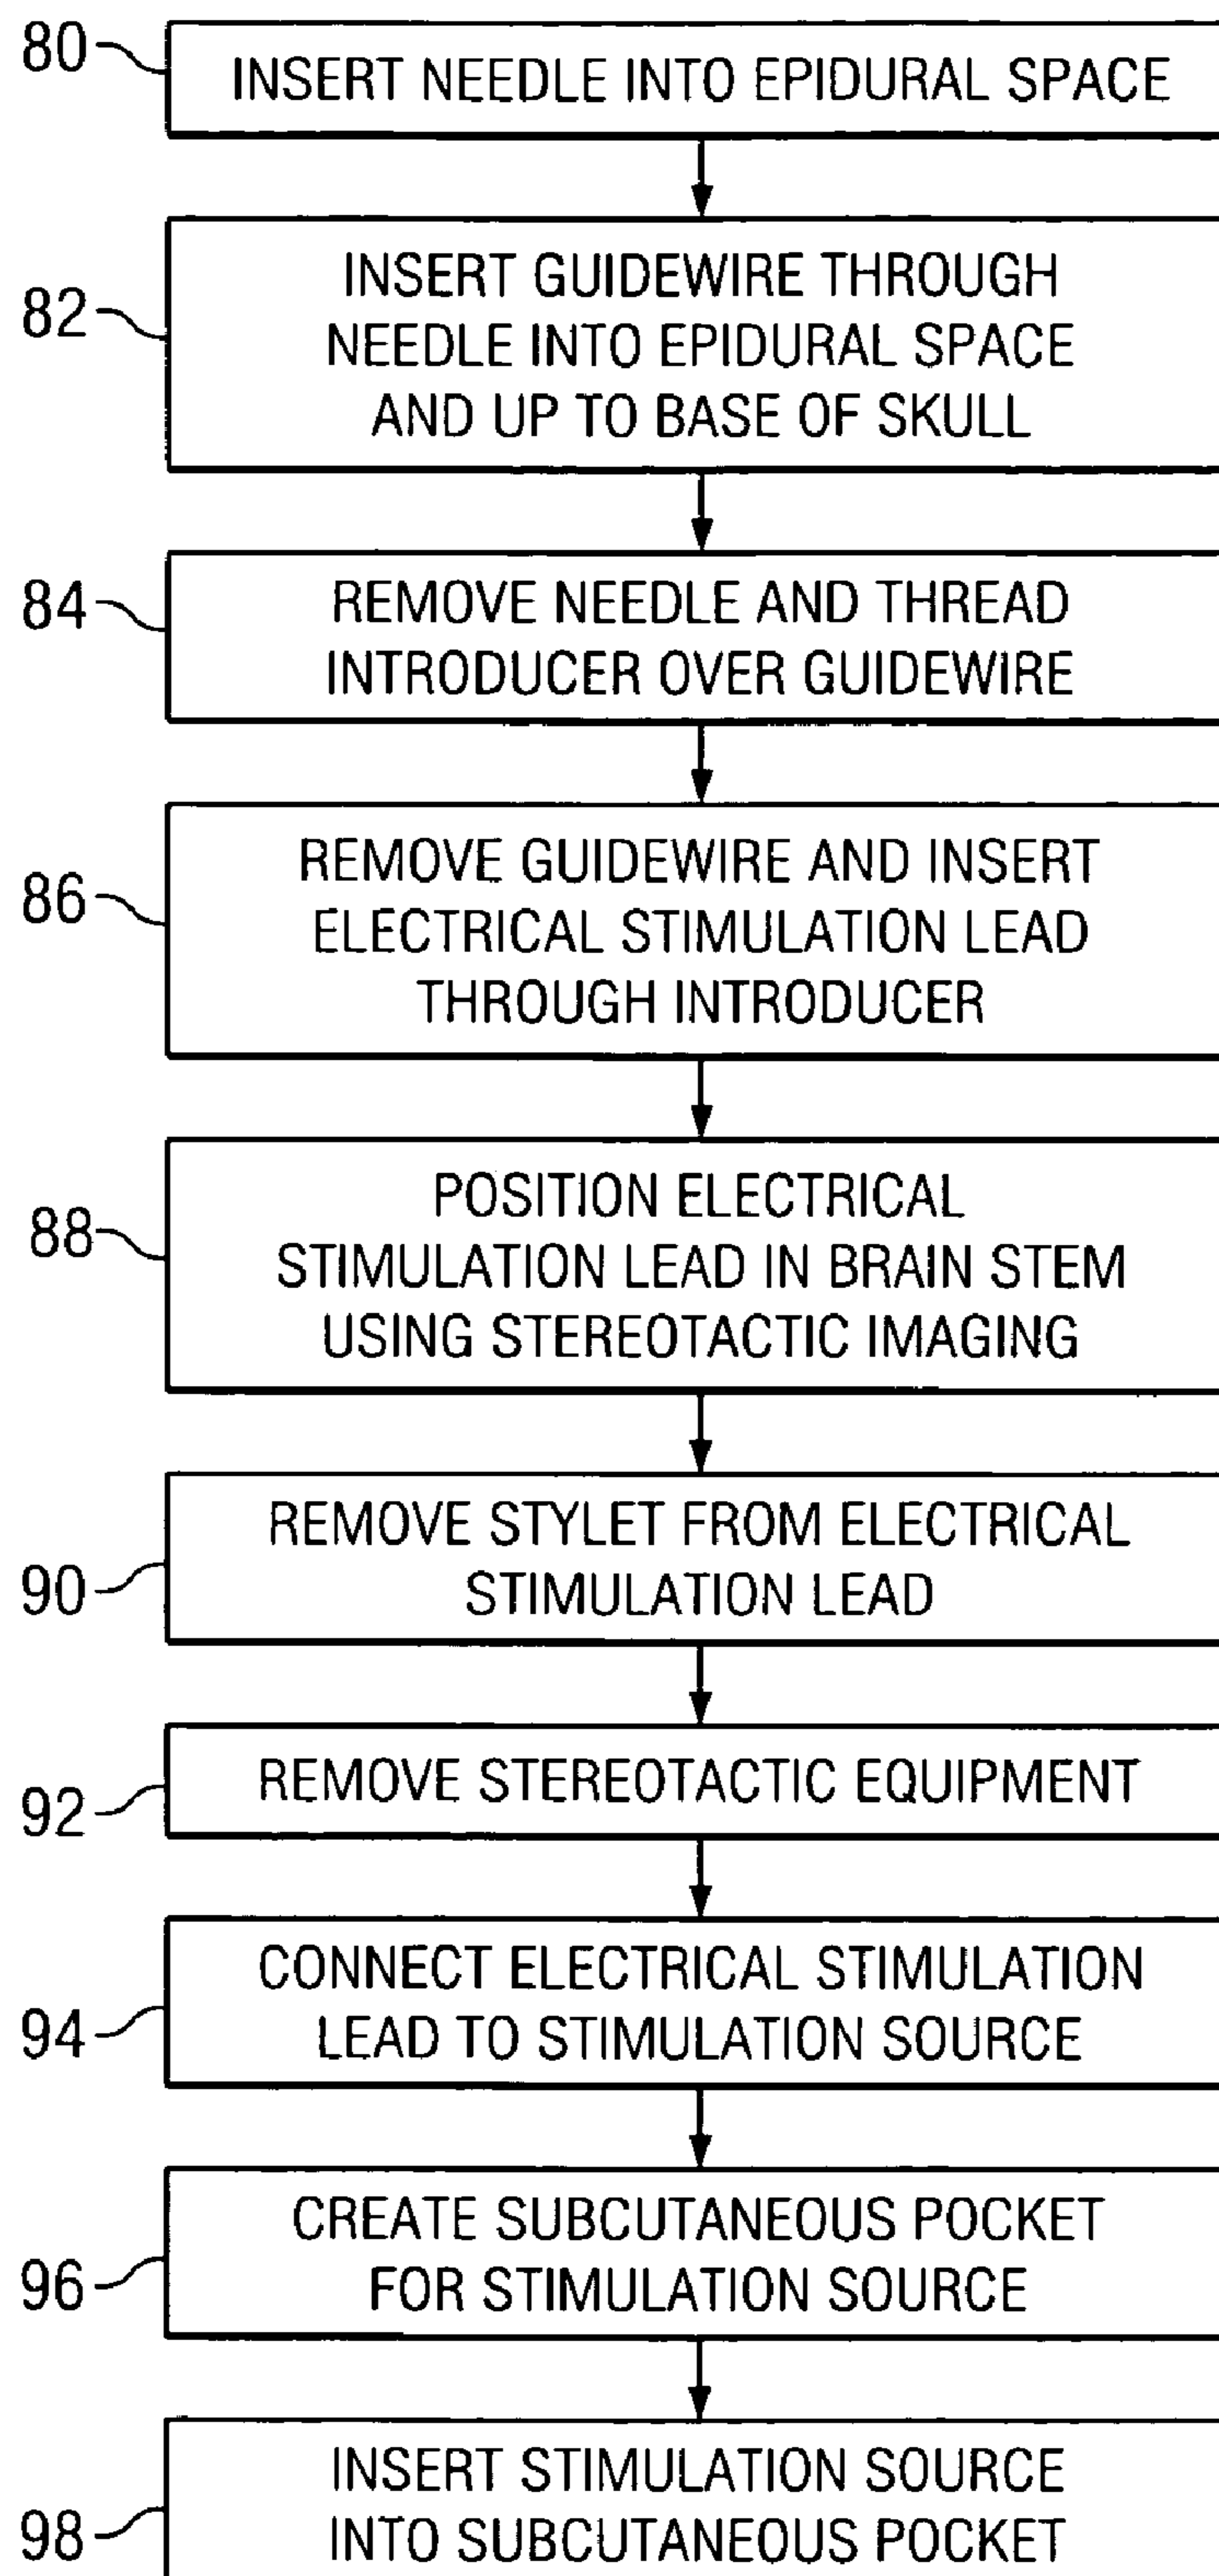 80
INSERT NEEDLE INTO EPIDURAL SPACE
82
INSERT GUIDEWIRE THROUGH
NEEDLE INTO EPIDURAL SPACE
AND UP TO BASE OF SKULL
84
REMOVE NEEDLE AND THREAD
INTRODUCER OVER GUIDEWIRE
86
REMOVE GUIDEWIRE AND INSERT
ELECTRICAL STIMULATION LEAD
THROUGH INTRODUCER
88
POSITION ELECTRICAL
STIMULATION LEAD IN BRAIN STEM
USING STEREOTACTIC IMAGING
90
REMOVE STYLET FROM ELECTRICAL
STIMULATION LEAD
92
REMOVE STEREOTACTIC EQUIPMENT
94
CONNECT ELECTRICAL STIMULATION
LEAD TO STIMULATION SOURCE
96
CREATE SUBCUTANEOUS POCKET
FOR STIMULATION SOURCE
98
INSERT STIMULATION SOURCE
INTO SUBCUTANEOUS POCKET